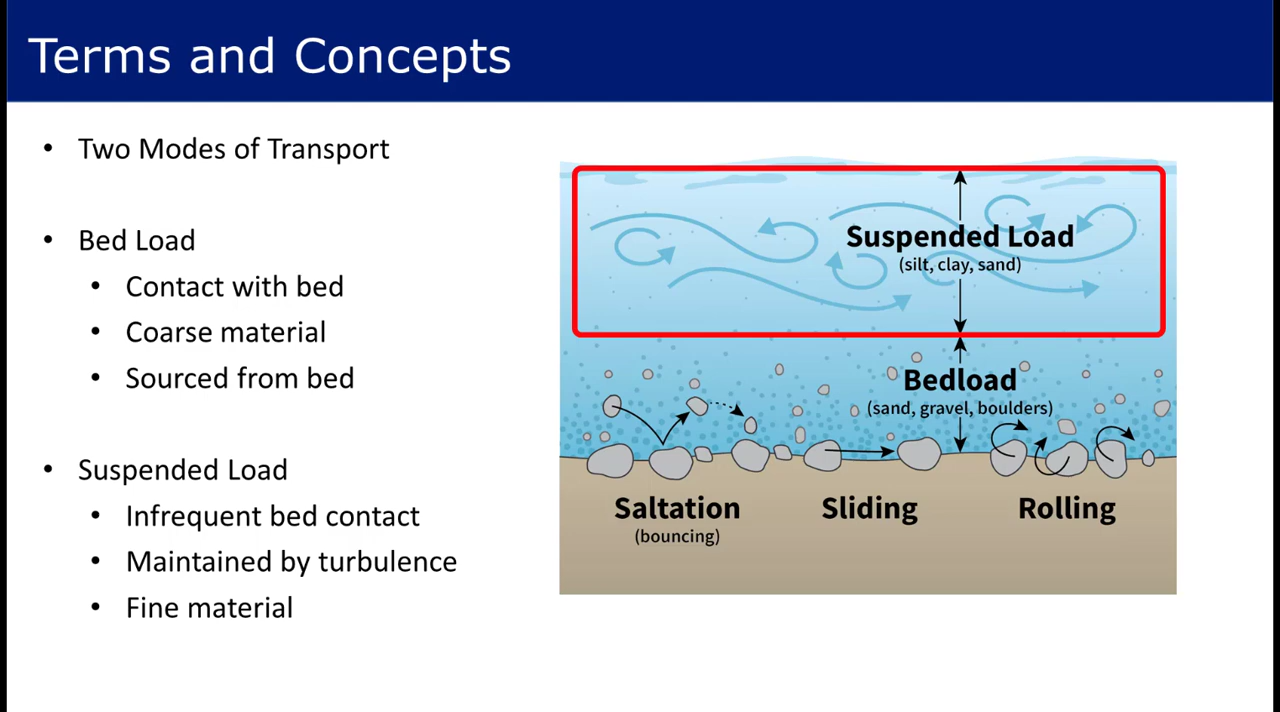 Terms and Concepts
• Two Modes of Transport
• Bed Load
• Contact with bed
• Coarse material
• Sourced from bed
• Suspended Load
• Infrequent bed contact
• Maintained by turbulence
• Fine material
Suspended Load
(silt, clay, sand)
Bedload
(sand, gravel, boulders)
Saltation
(bouncing)
Sliding
Rolling